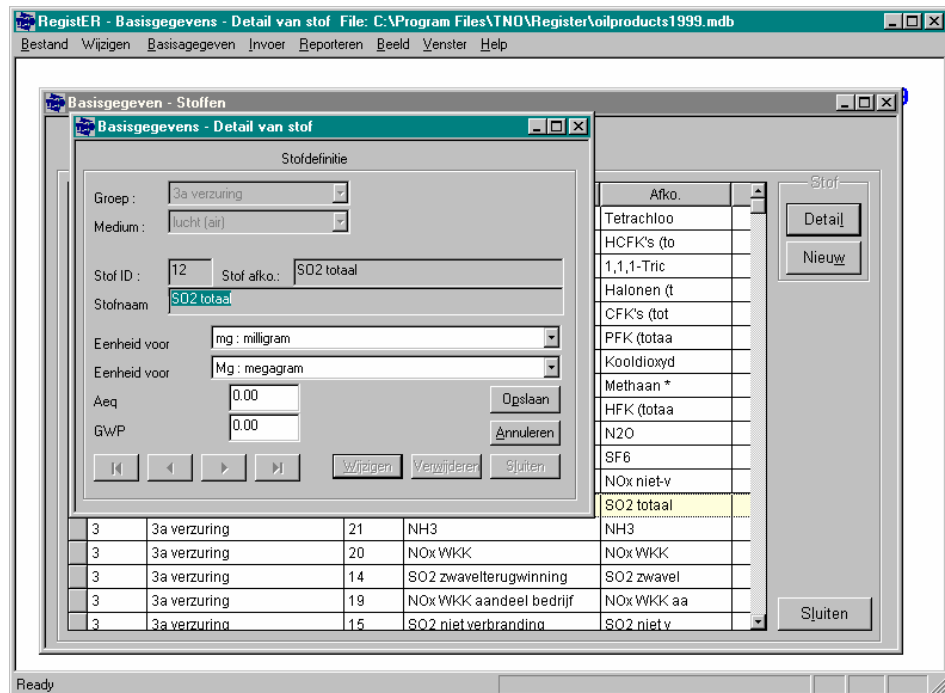 RegistER - Basisgegevens - Detail van stof File: C:\Program Files\TNO\Register\oilproducts1999.mdb
Bestand Wijzigen Basisagegeven Invoer Reporteren Beeld Venster Help
Basisgegeven - Stoffen
Basisgegevens - Detail van stof
Stofdefinitie
Groep : 3a verzuring
Medium : lucht (air)
Stof ID : 12 Stof afko.: SO2 totaal
Stofnaam SO2 totaal
Eenheid voor mg : milligram
Eenheid voor Mg : megagram
Aeq 0.00
GWP 0.00
Opslaan
Annuleren
Wijzigen Verwijderen Sluiten
Afko.
Tetrachloo
HCFK's (to
1,1,1-Tric
Halonen (t
CFK's (tot
PFK (totaa
Kooldioxyd
Methaan *
HFK (totaa
N2O
SF6
NOx niet-v
SO2 totaal
3 3a verzuring 21 NH3 NH3
3 3a verzuring 20 NOx WKK NOx WKK
3 3a verzuring 14 SO2 zwavelterugwinning SO2 zwavel
3 3a verzuring 19 NOx WKK aandeel bedrijf NOx WKK aa
3 3a verzuring 15 SO2 niet verbranding SO2 niet v
Stof
Detail
Nieuw
Sluiten
Ready